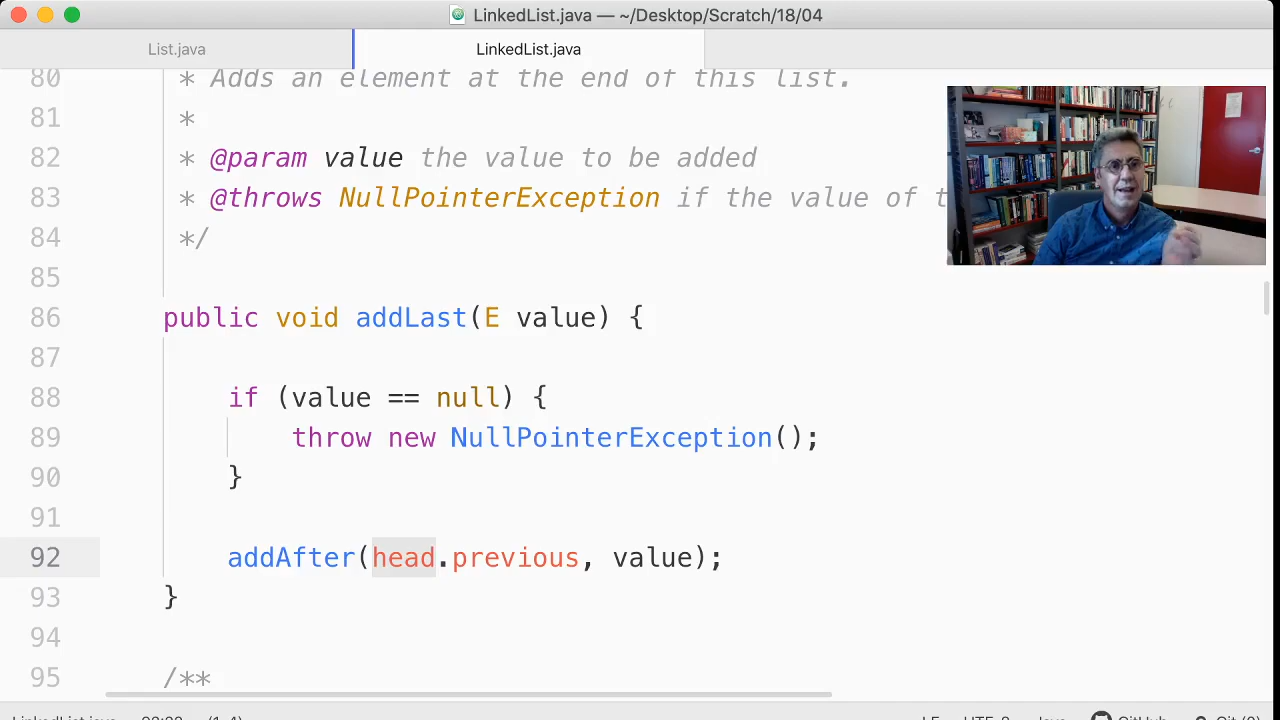 LinkedList.java — ~/Desktop/Scratch/18/04
List.java
LinkedList.java
80 * Adds an element at the end of this list.
81 *
82 * @param value the value to be added
83 * @throws NullPointerException if the value of t
84 */
85
86 public void addLast(E value) {
87
88 if (value == null) {
89 throw new NullPointerException();
90 }
91
92 addAfter(head.previous, value);
93 }
94
95 /**